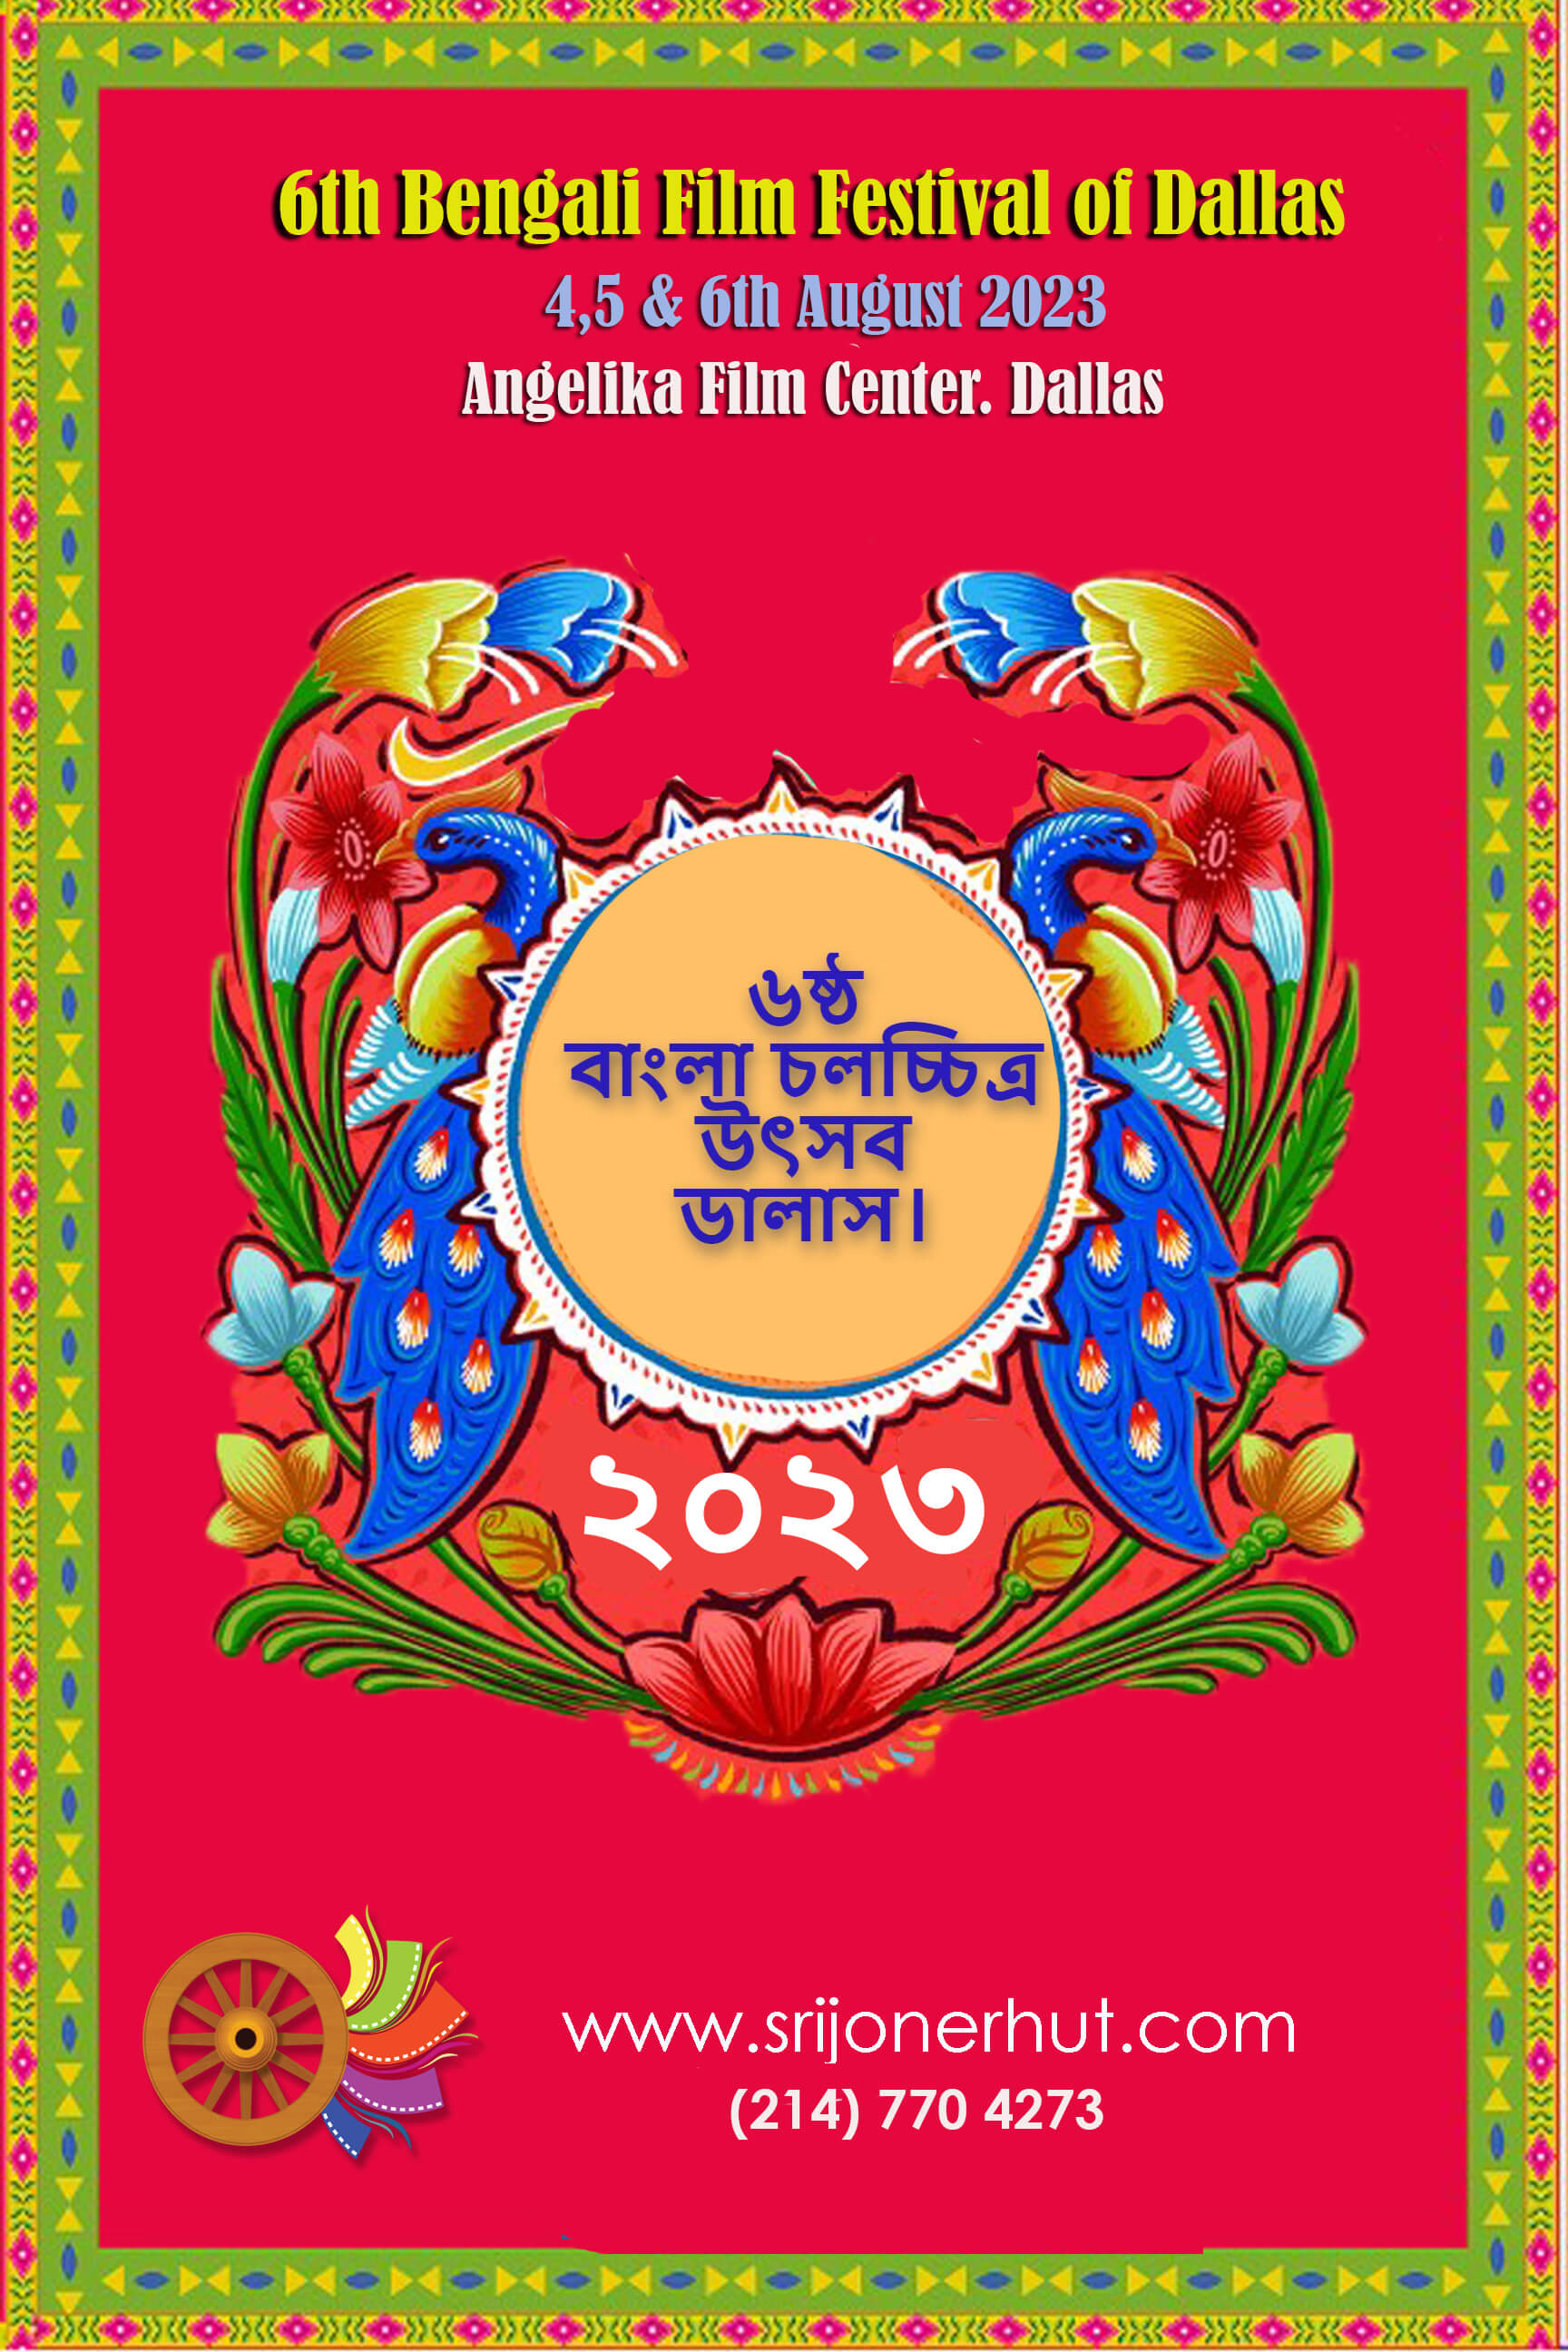 6th Bengali Film Festival of Dallas
4,5 & 6th August 2023
Angelika Film Center. Dallas
৬ষ্ঠ
বাংলা চলচ্চিত্র
উৎসব
ডালাস।
২০২৩
www.srijonerhut.com
(214) 770 4273